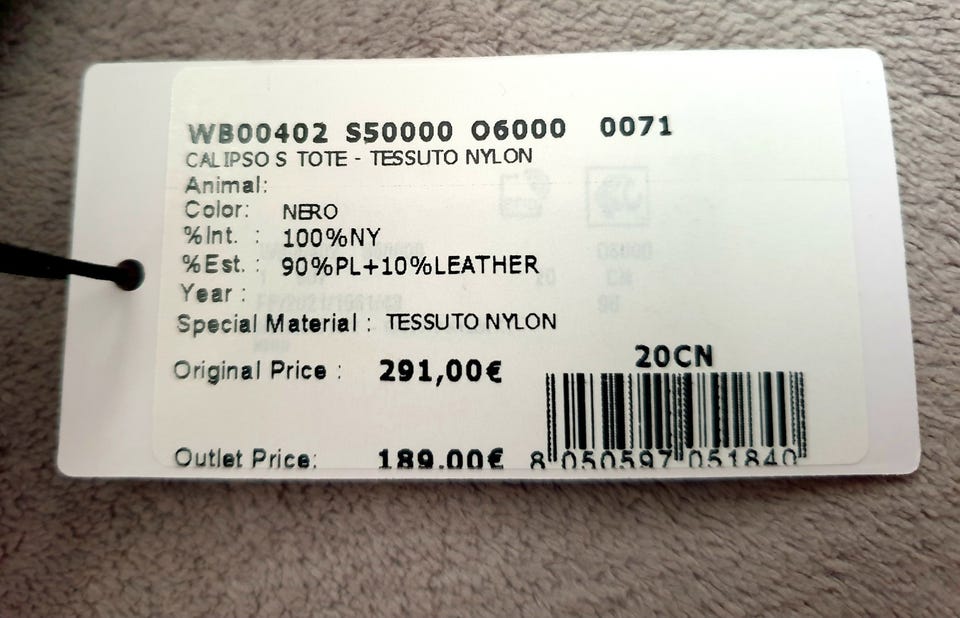 WB00402 S50000 O6000 0071
CALIPSO S TOTE - TESSUTO NYLON
Animal:
Color: NERO
%Int. : 100%NY
%Est. : 90%PL+10%LEATHER
Year :
Special Material : TESSUTO NYLON
20CN
Original Price : 291,00€
Outlet Price: 189.00€
8 050597 051840